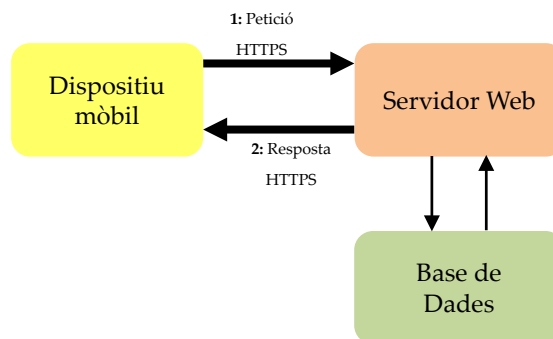 1: Petició
HTTPS
Dispositiu
mòbil
Servidor Web
2: Resposta
HTTPS
Base de
Dades